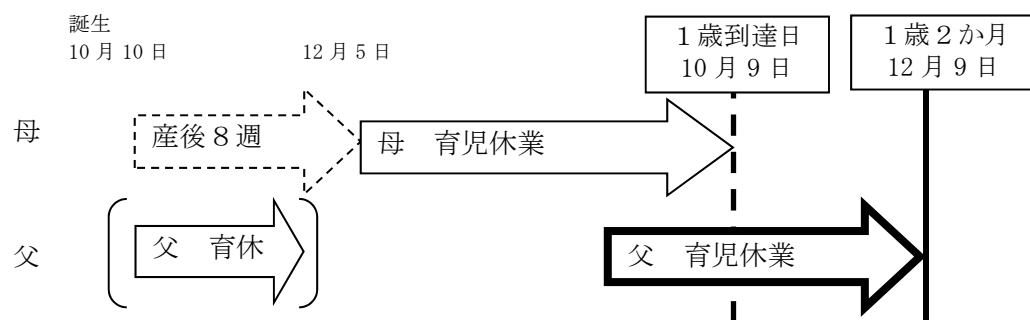 誕生
10月10日
12月5日
1歳到達日
10月9日
1歳2か月
12月9日
母
産後8週
母　育児休業
父
父　育休
父　育児休業